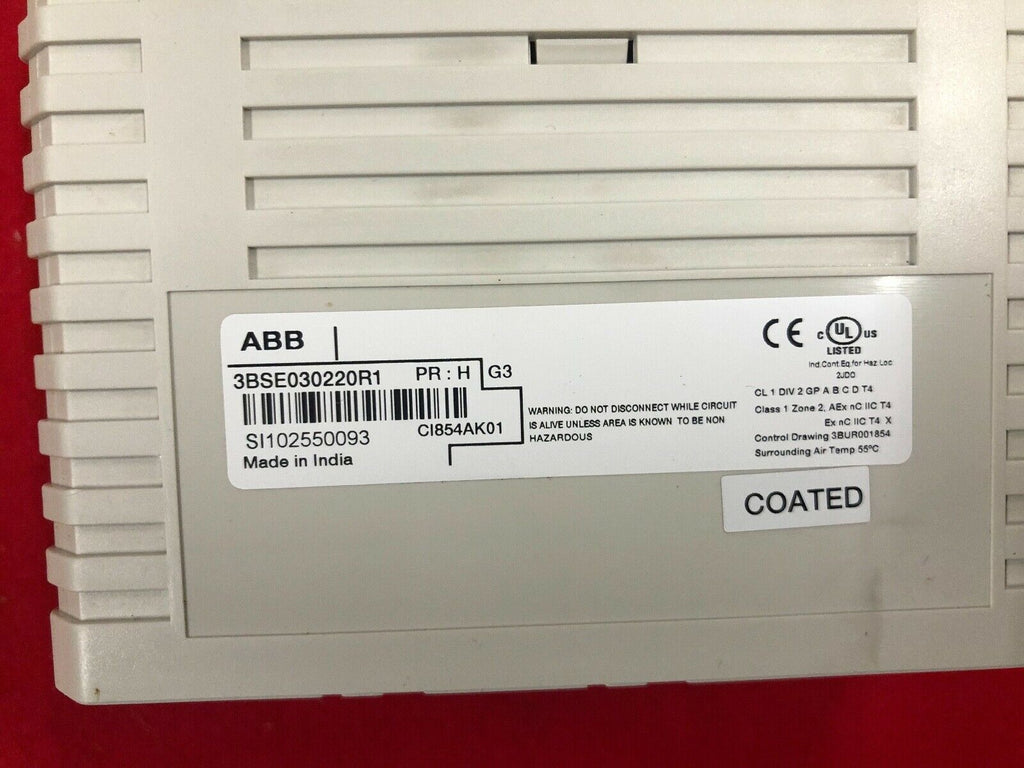 ABB
3BSE030220R1 PR : H G3
SI102550093 CI854AK01
Made in India
WARNING: DO NOT DISCONNECT WHILE CIRCUIT
IS ALIVE UNLESS AREA IS KNOWN TO BE NON
HAZARDOUS
CE c UL US
LISTED
Ind.Cont.Eq.for Haz.Loc.
2UDO
CL 1 DIV 2 GP A B C D T4
Class 1 Zone 2, AEx nC IIC T4
Ex nC IIC T4 X
Control Drawing 3BUR001854
Surrounding Air Temp 55°C
COATED